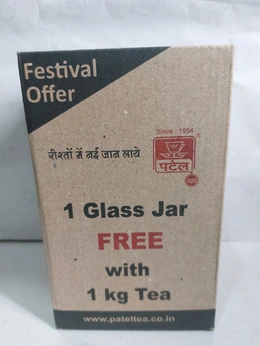 Festival
Offer
Since : 1954
रीश्तों में नई जान लाये
पटेल
1 Glass Jar
FREE
with
1 kg Tea
www.pateltea.co.in